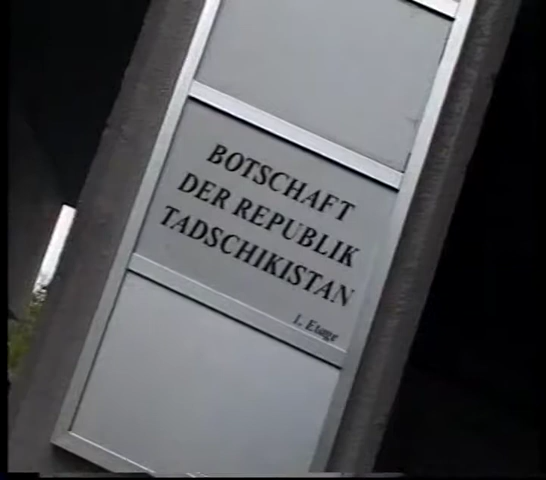 BOTSCHAFT
DER REPUBLIK
TADSCHIKISTAN
1. Etage